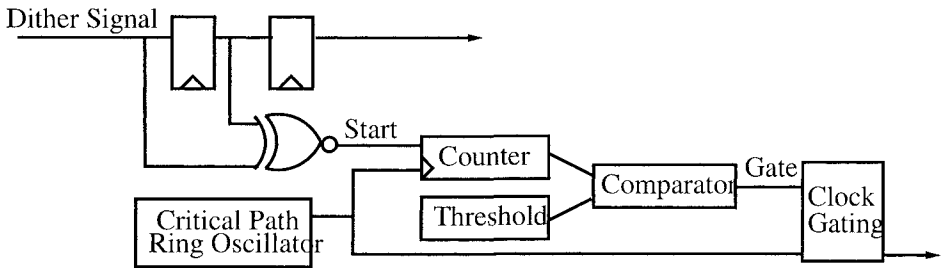 Dither Signal
Start
Counter
Gate
Comparator
Clock
Gating
Threshold
Critical Path
Ring Oscillator